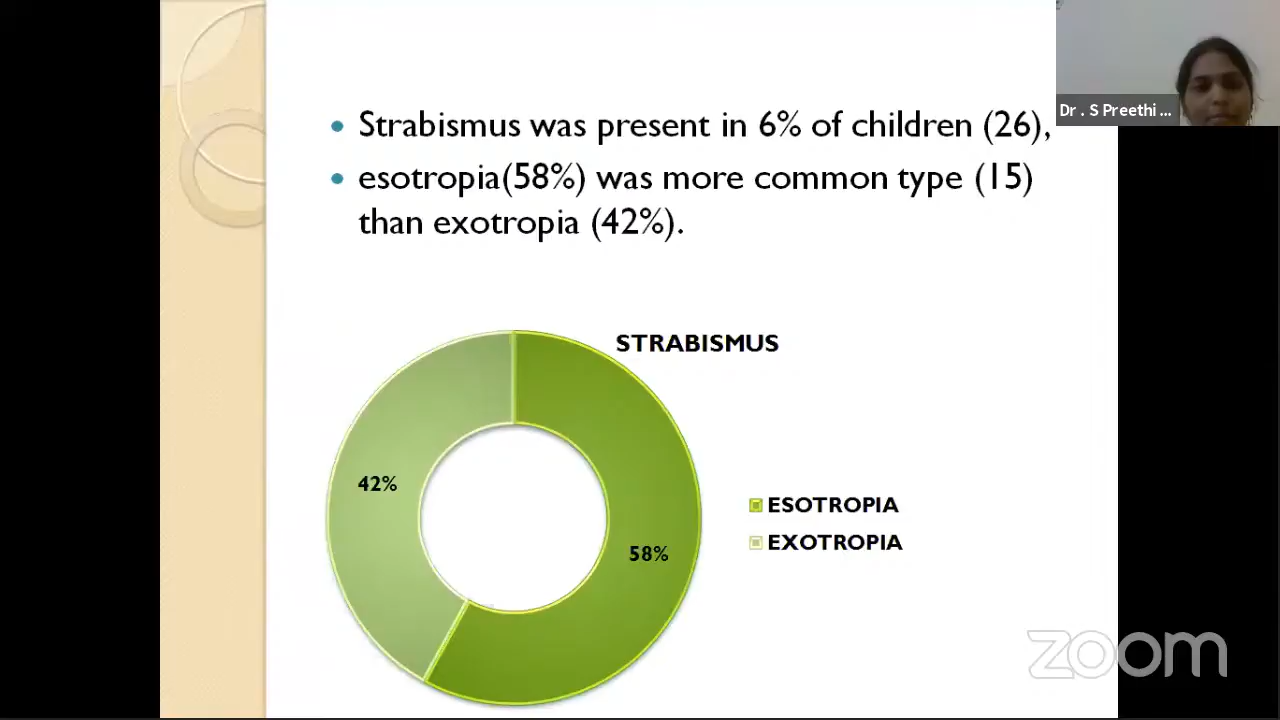 Strabismus was present in 6% of children (26),
esotropia(58%) was more common type (15)
than exotropia (42%).
Dr . S Preethi ...
STRABISMUS
42%
58%
ESOTROPIA
EXOTROPIA
zoom